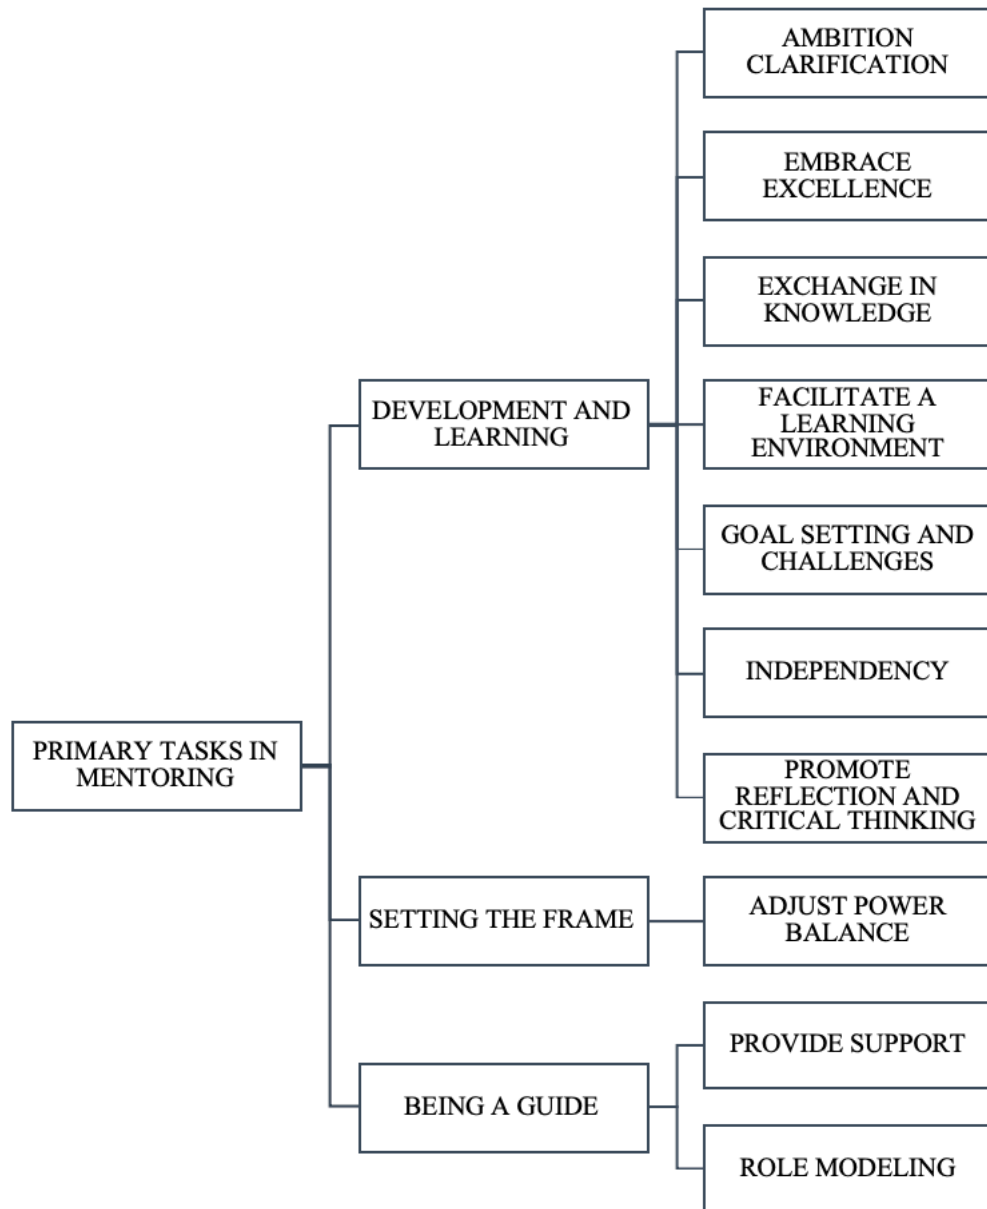 PRIMARY TASKS IN
MENTORING
DEVELOPMENT AND
LEARNING
AMBITION
CLARIFICATION
EMBRACE
EXCELLENCE
EXCHANGE IN
KNOWLEDGE
FACILITATE A
LEARNING
ENVIRONMENT
GOAL SETTING AND
CHALLENGES
INDEPENDENCY
PROMOTE
REFLECTION AND
CRITICAL THINKING
SETTING THE FRAME
ADJUST POWER
BALANCE
BEING A GUIDE
PROVIDE SUPPORT
ROLE MODELING